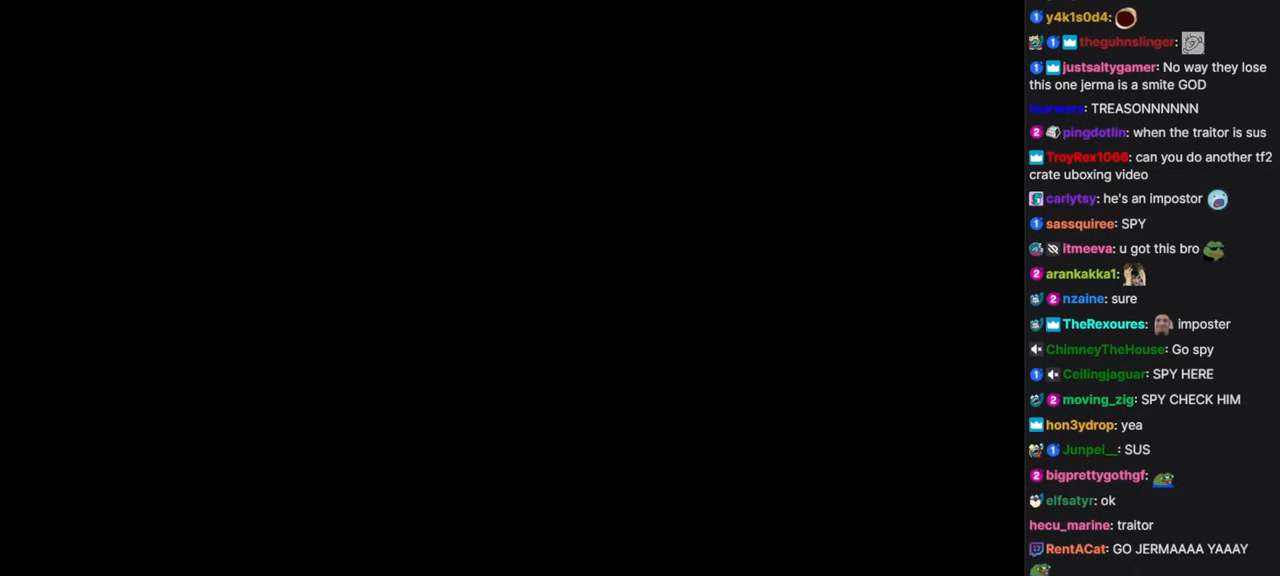 y4k1s0d4:
theguhnslinger:
justsaltygamer: No way they lose
this one jerma is a smite GOD
laurwars: TREASONNNNNN
pingdotlin: when the traitor is sus
TroyRex1066: can you do another tf2
crate uboxing video
carlytsy: he's an impostor
sassquiree: SPY
itmeeva: u got this bro
arankakka1:
nzaine: sure
TheRexoures: imposter
ChimneyTheHouse: Go spy
Ceilingjaguar: SPY HERE
moving_zig: SPY CHECK HIM
hon3ydrop: yea
Junpei__: SUS
bigprettygothgf:
elfsatyr: ok
hecu_marine: traitor
RentACat: GO JERMAAAA YAAAY